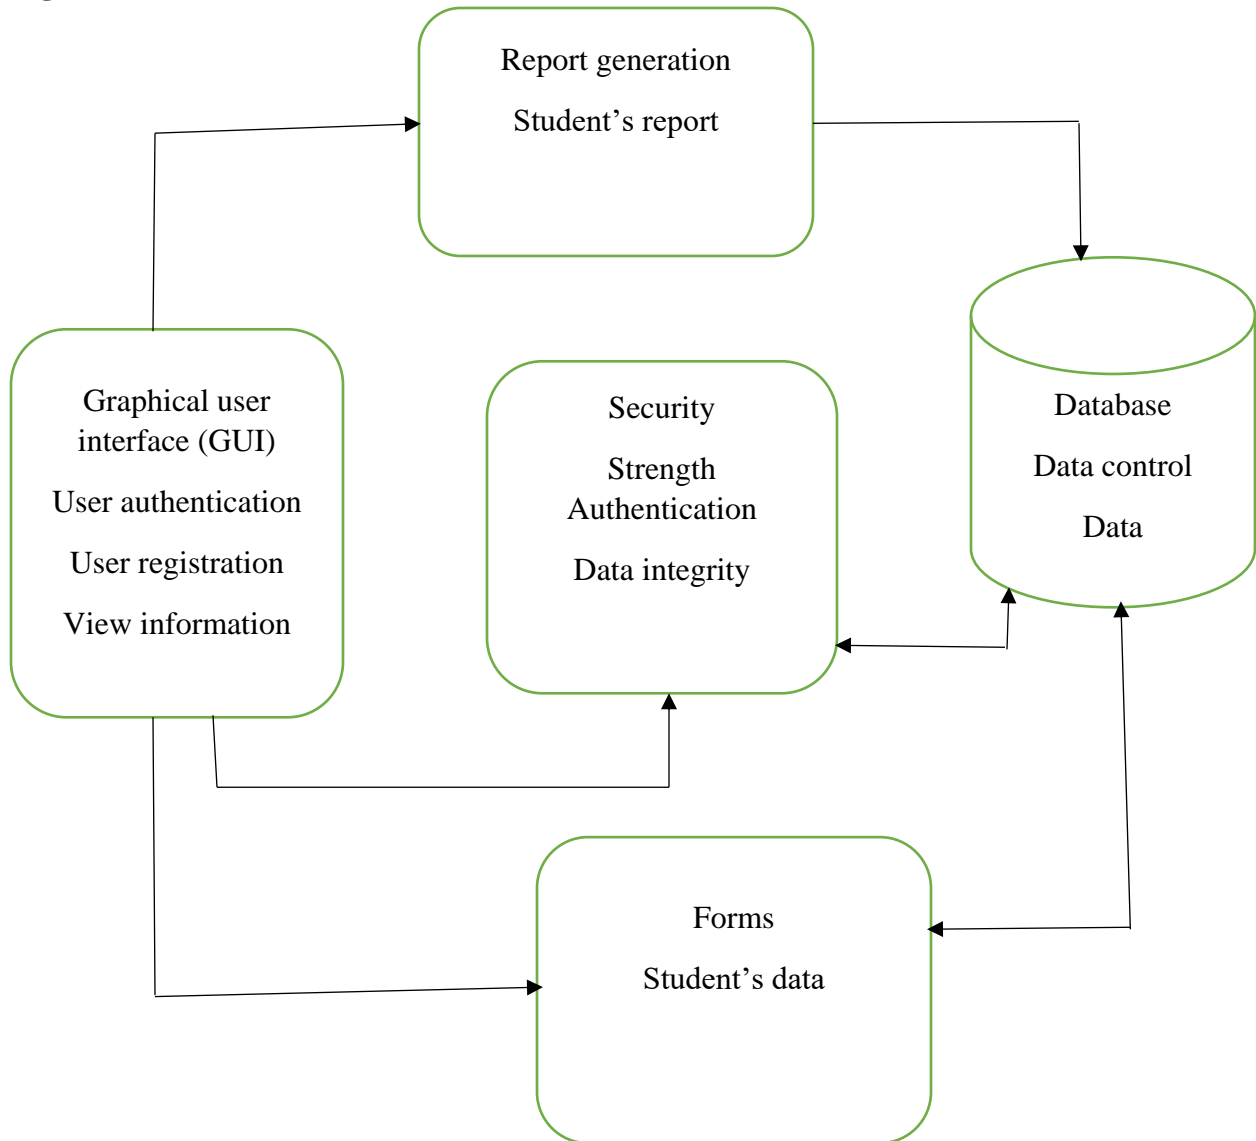 Report generation
Student’s report
Graphical user
interface (GUI)
User authentication
User registration
View information
Security
Strength
Authentication
Data integrity
Database
Data control
Data
Forms
Student’s data